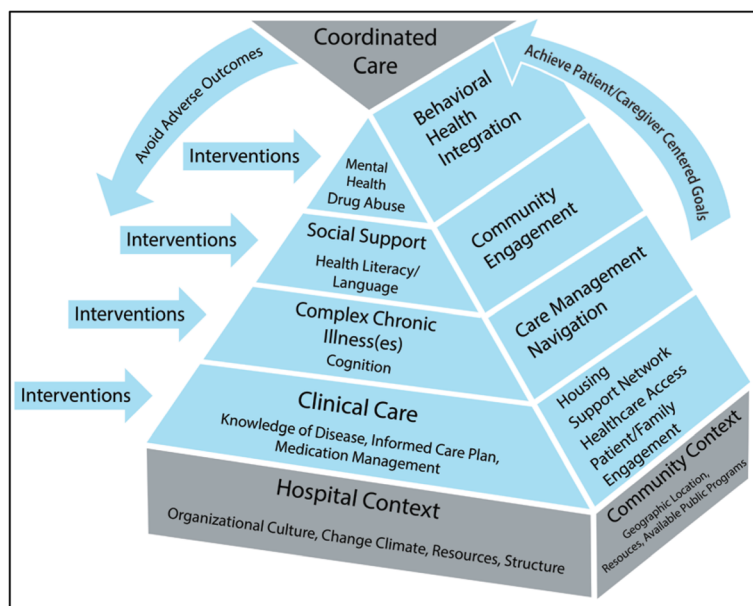 Coordinated
Care
Avoid Adverse Outcomes
Achieve Patient/Caregiver Centered Goals
Interventions
Mental
Health
Drug Abuse
Behavioral
Health
Integration
Interventions
Social Support
Health Literacy/
Language
Community
Engagement
Interventions
Complex Chronic
Illness(es)
Cognition
Care Management
Navigation
Interventions
Clinical Care
Knowledge of Disease, Informed Care Plan,
Medication Management
Housing
Support Network
Healthcare Access
Patient/Family
Engagement
Hospital Context
Organizational Culture, Change Climate, Resources, Structure
Community Context
Geographic Location,
Resouces, Available Public Programs